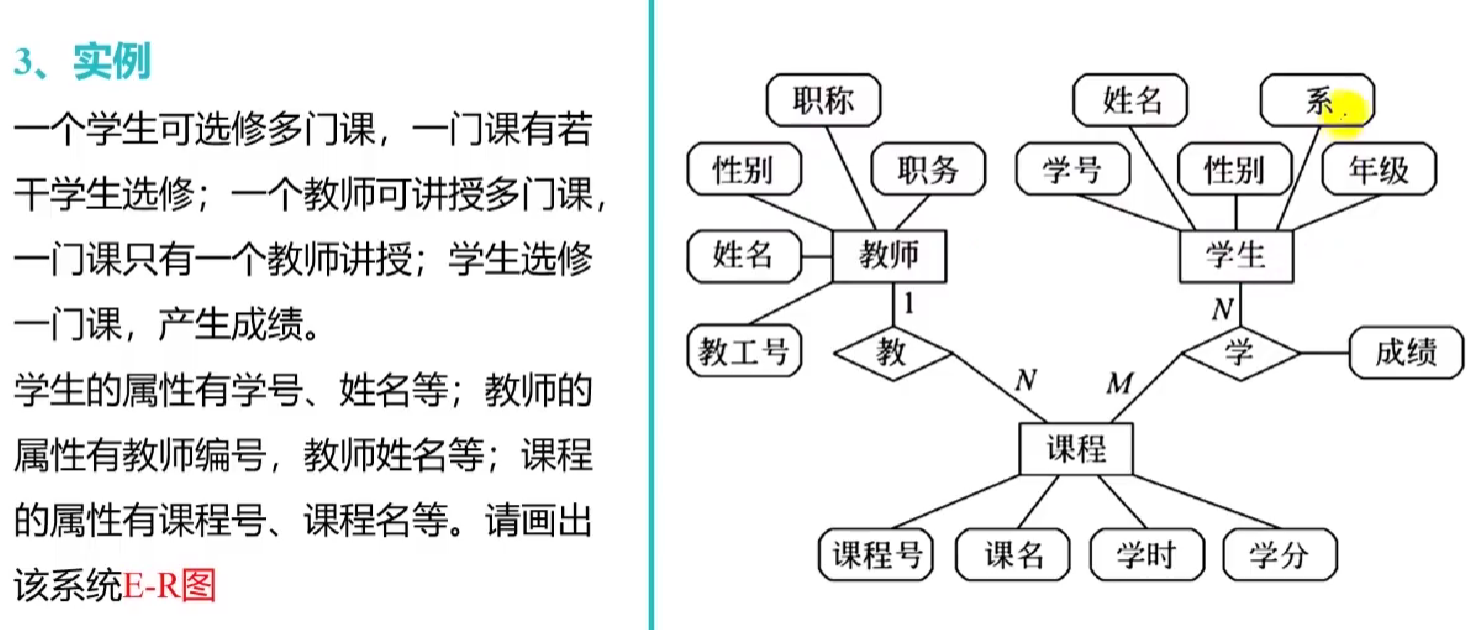 3、实例
一个学生可选修多门课，一门课有若
干学生选修；一个教师可讲授多门课，
一门课只有一个教师讲授；学生选修
一门课，产生成绩。
学生的属性有学号、姓名等；教师的
属性有教师编号，教师姓名等；课程
的属性有课程号、课程名等。请画出
该系统E-R图
职称
性别
职务
姓名
教师
教工号
1
教
N
姓名
系
学号
性别
年级
学生
N
学
成绩
M
课程
课程号
课名
学时
学分